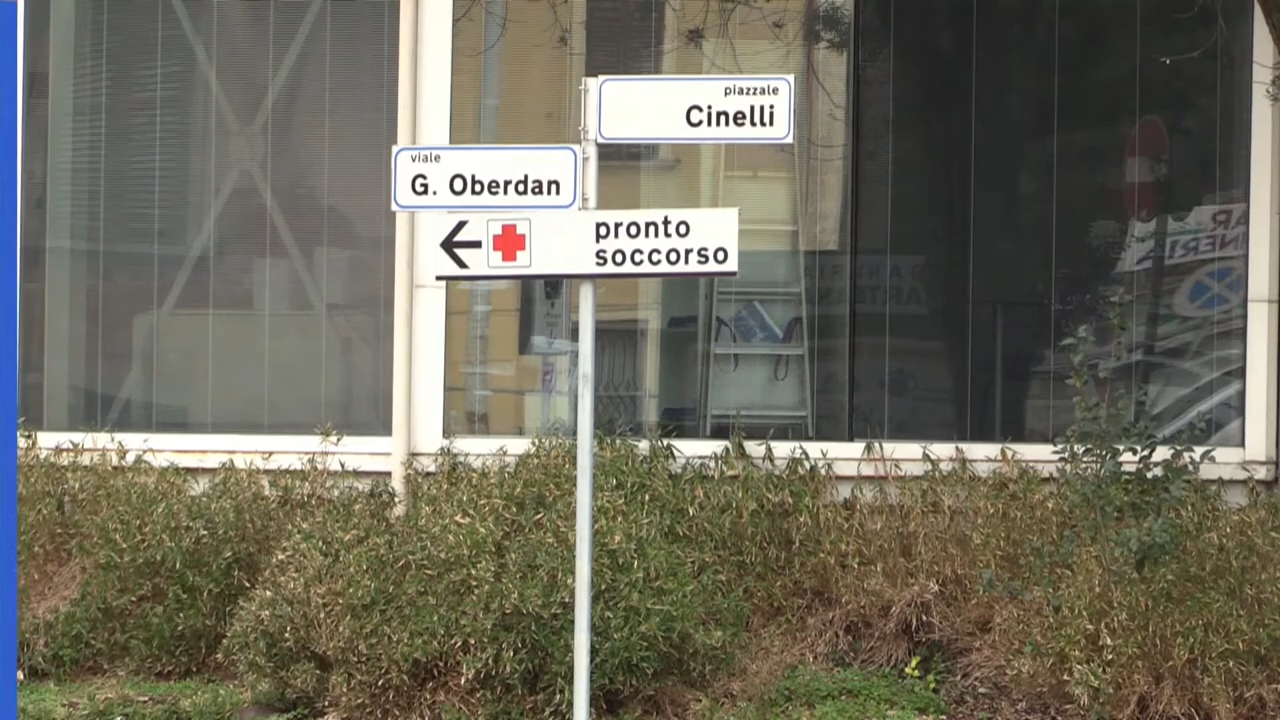 piazzale
Cinelli
viale
G. Oberdan
pronto
soccorso